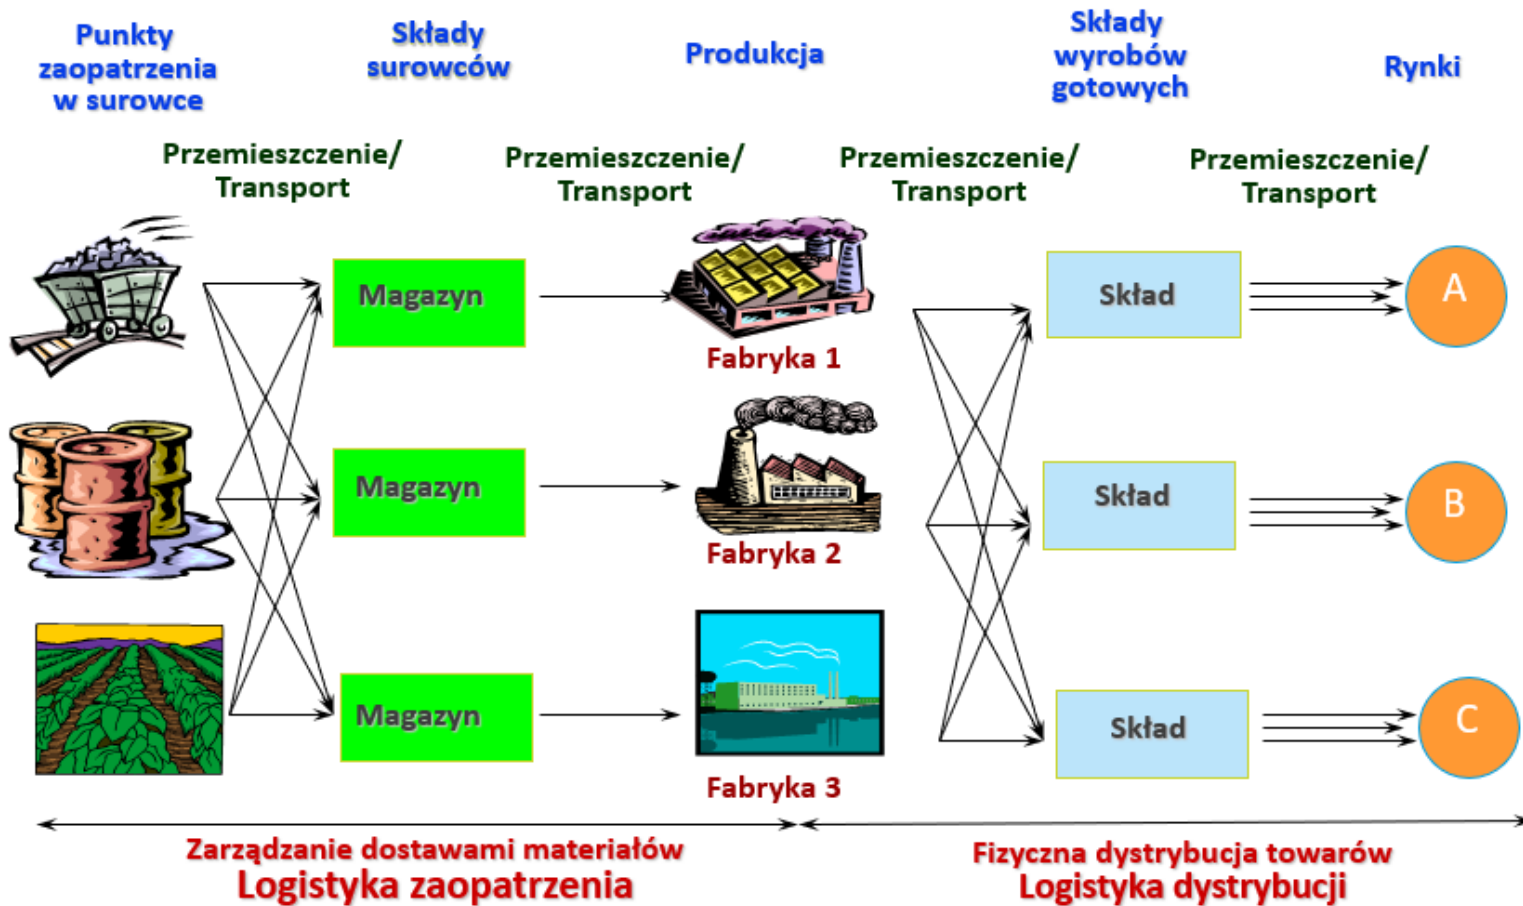 Punkty
zaopatrzenia
w surowce
Składy
surowców
Produkcja
Składy
wyrobów
gotowych
Rynki
Przemieszczenie/
Transport
Przemieszczenie/
Transport
Przemieszczenie/
Transport
Przemieszczenie/
Transport
Magazyn
Fabryka 1
Skład
A
Magazyn
Fabryka 2
Skład
B
Magazyn
Fabryka 3
Skład
C
Zarządzanie dostawami materiałów
Logistyka zaopatrzenia
Fizyczna dystrybucja towarów
Logistyka dystrybucji